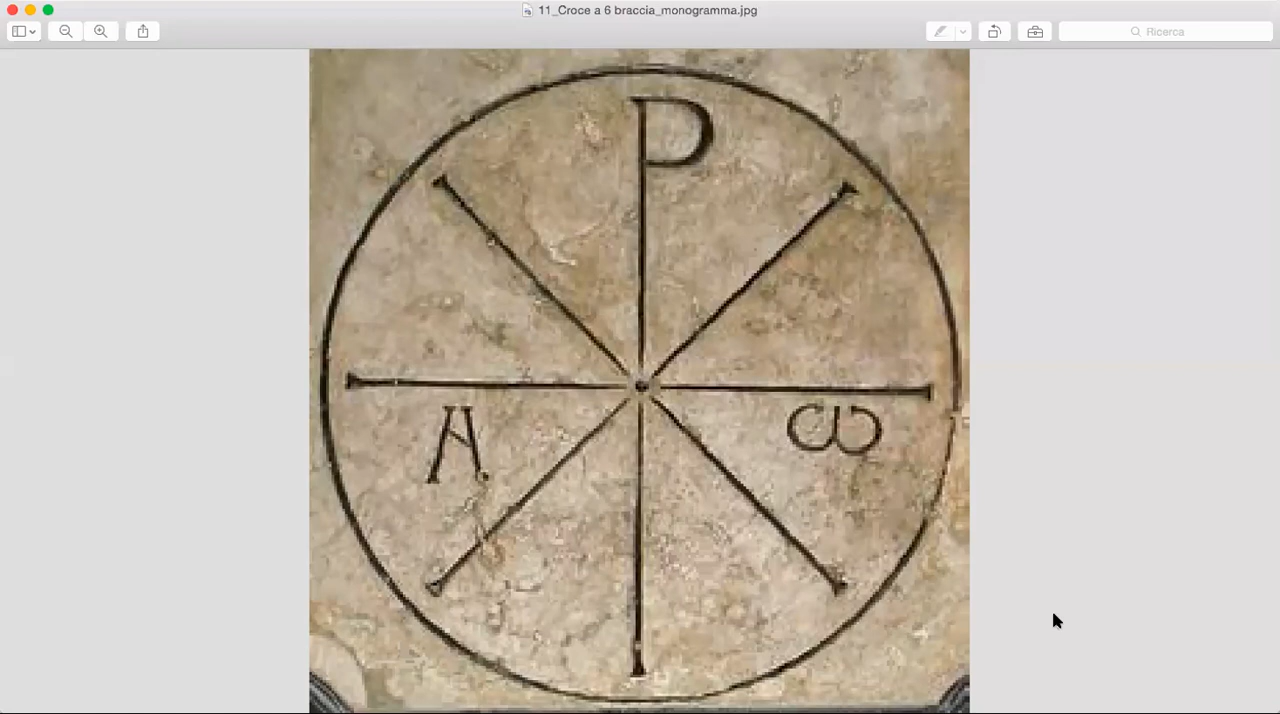 11_Croce a 6 braccia_monogramma.jpg
Ricerca
Ρ
Α ω